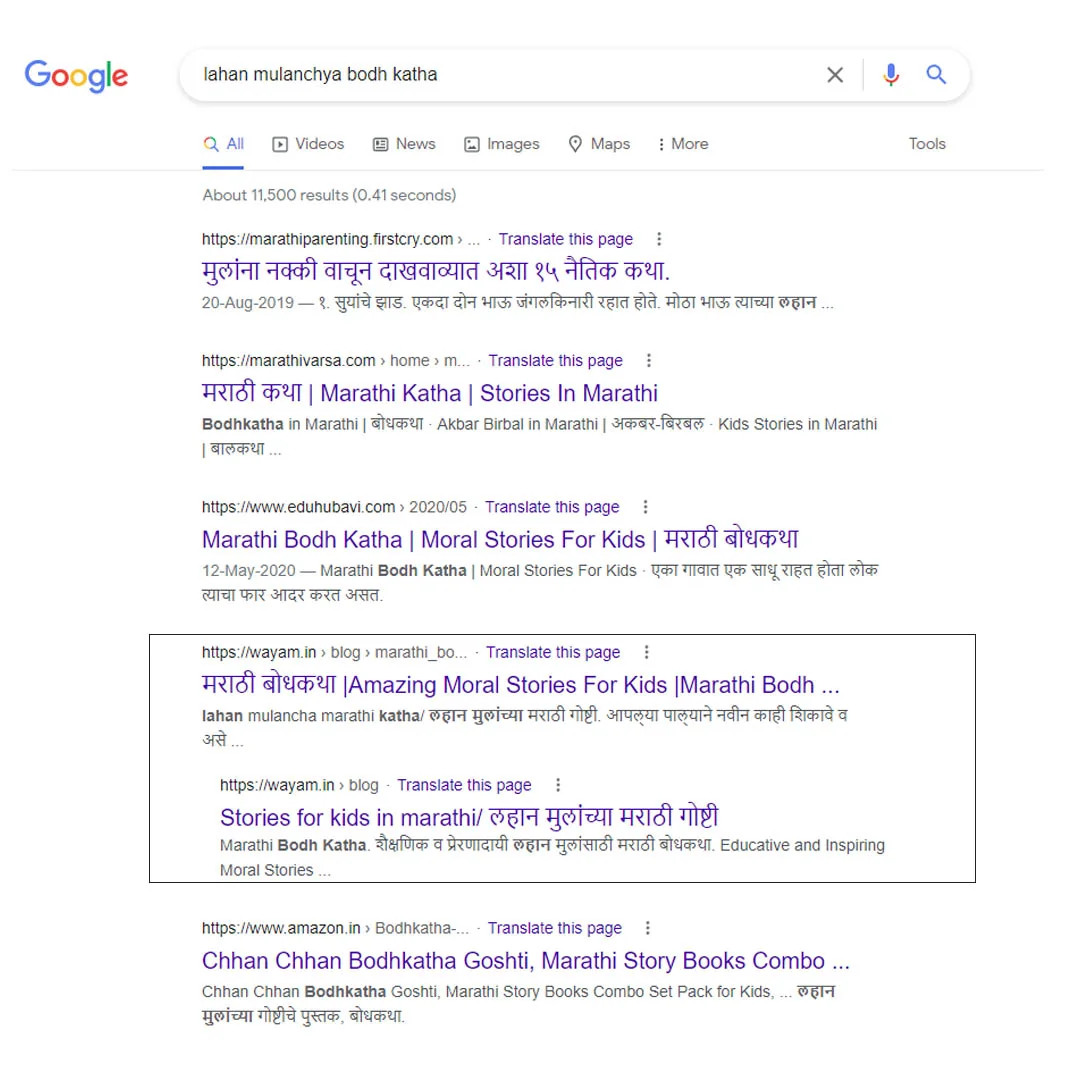 Google
lahan mulanchya bodh katha
All Videos News Images Maps More Tools
About 11,500 results (0.41 seconds)
https://marathiparenting.firstcry.com › ... · Translate this page
मुलांना नक्की वाचून दाखवाव्यात अशा १५ नैतिक कथा.
20-Aug-2019 — १. सुयांचे झाड. एकदा दोन भाऊ जंगलकिनारी रहात होते. मोठा भाऊ त्याच्या लहान ...
https://marathivarsa.com › home › m... · Translate this page
मराठी कथा | Marathi Katha | Stories In Marathi
Bodhkatha in Marathi | बोधकथा · Akbar Birbal in Marathi | अकबर-बिरबल · Kids Stories in Marathi
| बालकथा ...
https://www.eduhubavi.com › 2020/05 · Translate this page
Marathi Bodh Katha | Moral Stories For Kids | मराठी बोधकथा
12-May-2020 — Marathi Bodh Katha | Moral Stories For Kids · एका गावात एक साधू राहत होता लोक
त्याचा फार आदर करत असत.
https://wayam.in › blog › marathi_bo... · Translate this page
मराठी बोधकथा |Amazing Moral Stories For Kids |Marathi Bodh ...
lahan mulancha marathi katha/ लहान मुलांच्या मराठी गोष्टी. आपल्या पाल्याने नवीन काही शिकावे व
असे ...
https://wayam.in › blog · Translate this page
Stories for kids in marathi/ लहान मुलांच्या मराठी गोष्टी
Marathi Bodh Katha. शैक्षणिक व प्रेरणादायी लहान मुलांसाठी मराठी बोधकथा. Educative and Inspiring
Moral Stories ...
https://www.amazon.in › Bodhkatha-... · Translate this page
Chhan Chhan Bodhkatha Goshti, Marathi Story Books Combo ...
Chhan Chhan Bodhkatha Goshti, Marathi Story Books Combo Set Pack for Kids, ... लहान
मुलांच्या गोष्टीचे पुस्तक, बोधकथा.